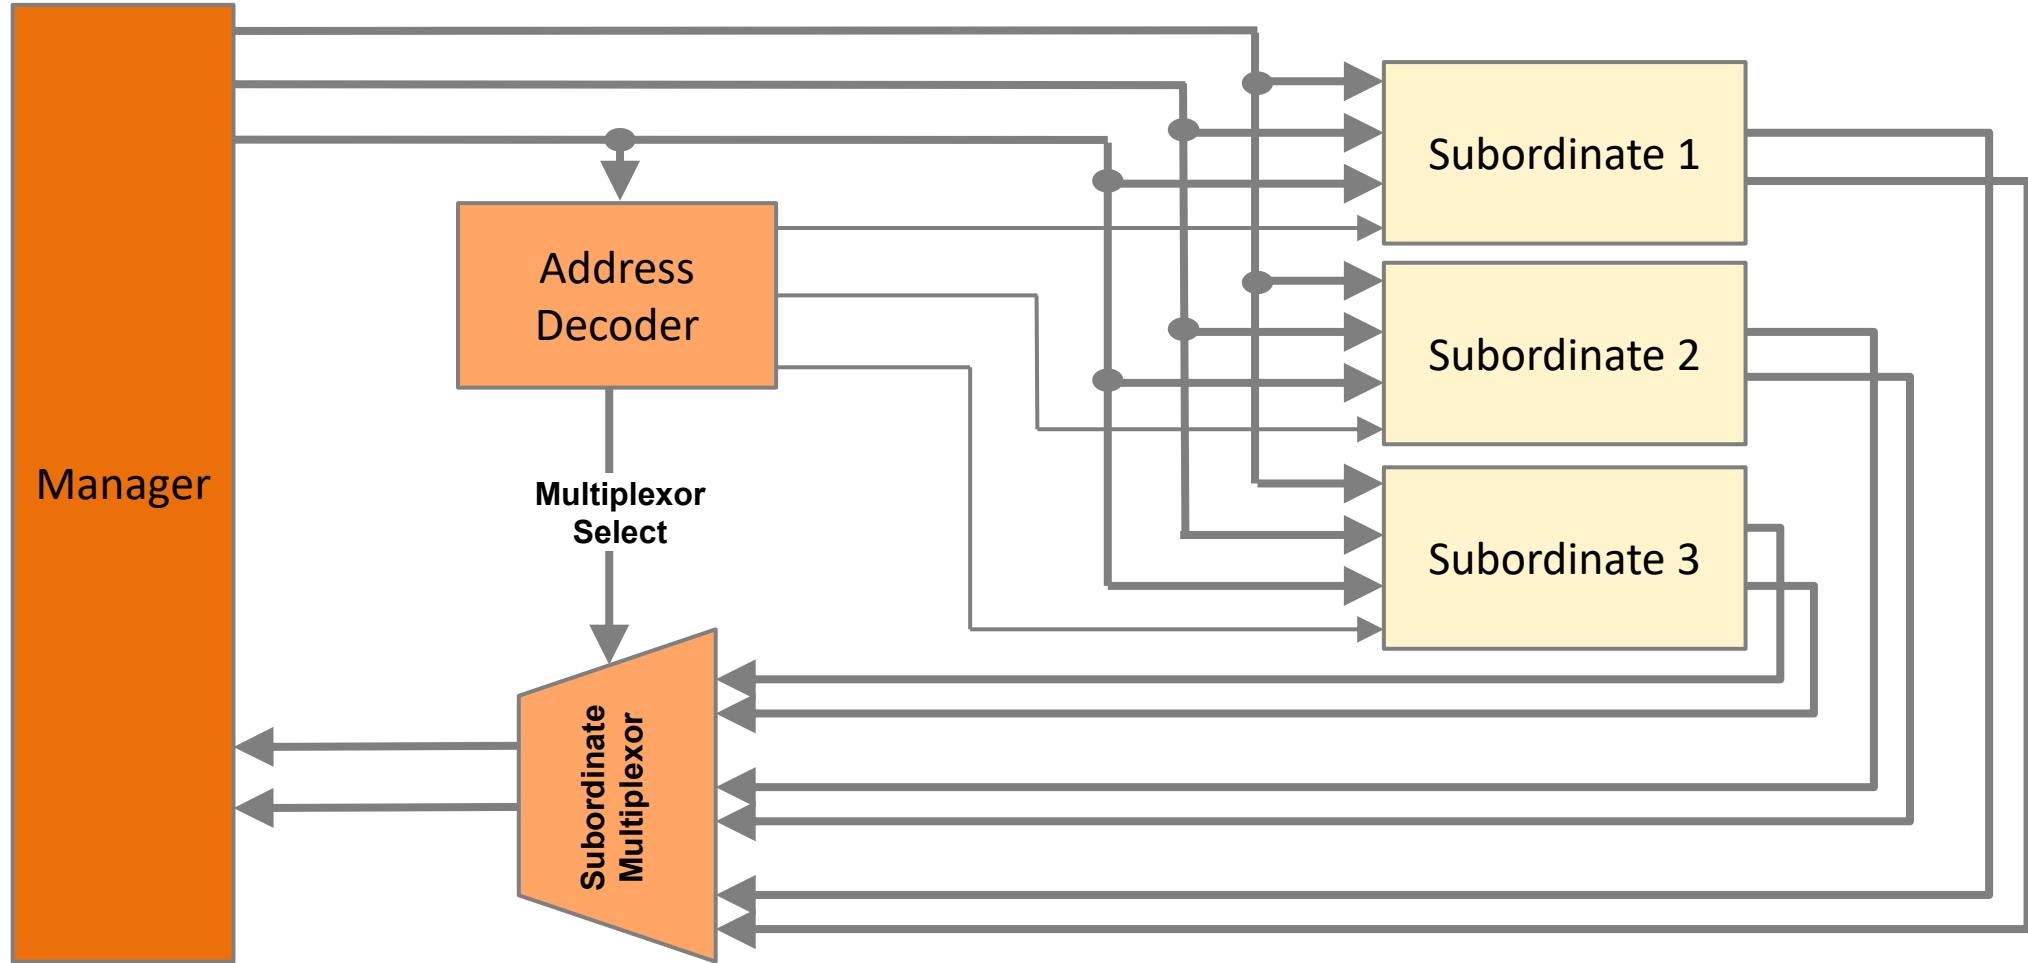 Manager
Address
Decoder
Multiplexor
Select
Subordinate
Multiplexor
Subordinate 1
Subordinate 2
Subordinate 3